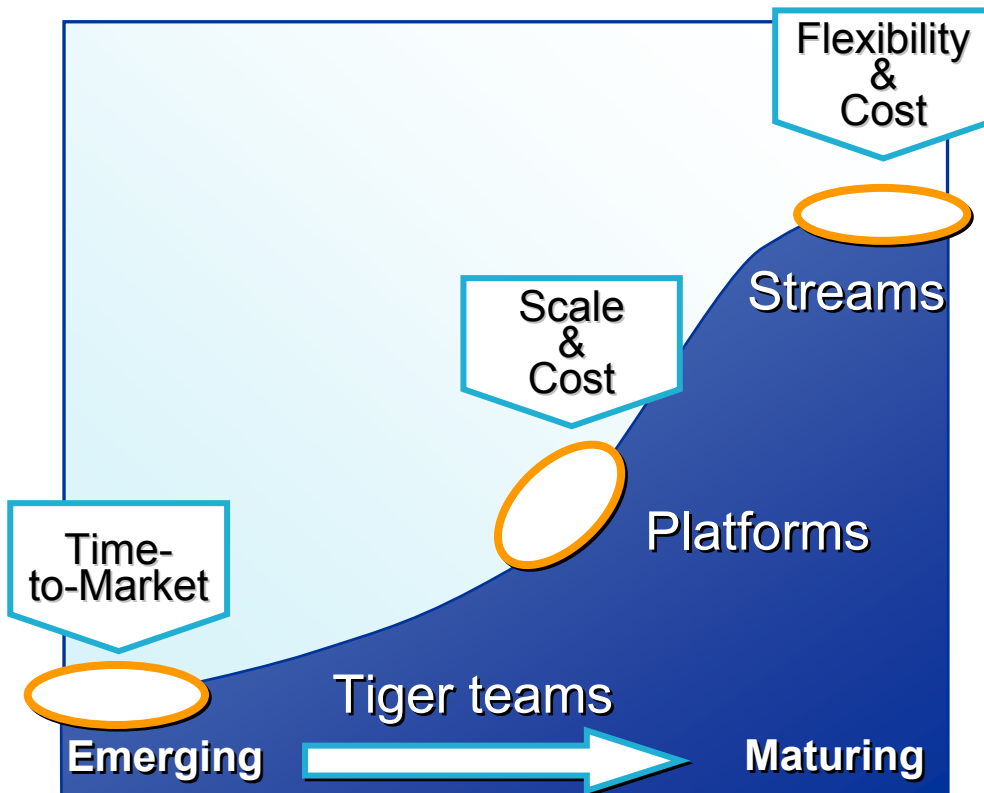 Flexibility
&
Cost
Streams
Scale
&
Cost
Platforms
Time-
to-Market
Tiger teams
Emerging
Maturing